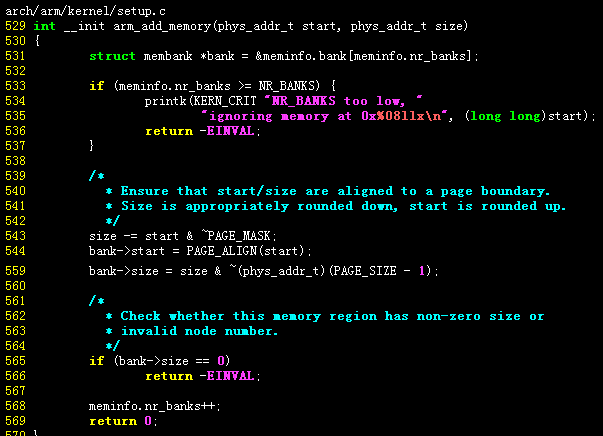 arch/arm/kernel/setup.c
529 int __init arm_add_memory(phys_addr_t start, phys_addr_t size)
530 {
531         struct membank *bank = &meminfo.bank[meminfo.nr_banks];
532
533         if (meminfo.nr_banks >= NR_BANKS) {
534                 printk(KERN_CRIT "NR_BANKS too low, "
535                         "ignoring memory at 0x%08llx\n", (long long)start);
536                 return -EINVAL;
537         }
538
539         /*
540          * Ensure that start/size are aligned to a page boundary.
541          * Size is appropriately rounded down, start is rounded up.
542          */
543         size -= start & ~PAGE_MASK;
544         bank->start = PAGE_ALIGN(start);
559         bank->size = size & ~(phys_addr_t)(PAGE_SIZE - 1);
560
561         /*
562          * Check whether this memory region has non-zero size or
563          * invalid node number.
564          */
565         if (bank->size == 0)
566                 return -EINVAL;
567
568         meminfo.nr_banks++;
569         return 0;
570 }